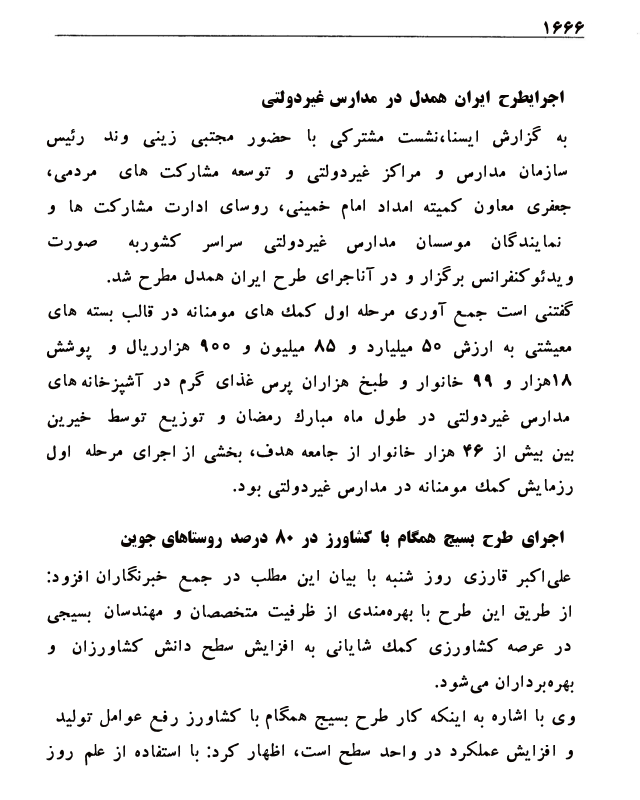 ۱۶۶۶
اجرایطرح ایران همدل در مدارس غیردولتی
به گزارش ایسنا،نشست مشترکی با حضور مجتبی زینی وند رئیس
سازمان مدارس و مراکز غیردولتی و توسعه مشارکت های مردمی،
جعفری معاون کمیته امداد امام خمینی، روسای ادارت مشارکت ها و
نمایندگان موسسان مدارس غیردولتی سراسر کشوربه صورت
ویدئوکنفرانس برگزار و در آناجرای طرح ایران همدل مطرح شد.
گفتنی است جمع آوری مرحله اول کمک های مومنانه در قالب بسته های
معیشتی به ارزش ۵۰ میلیارد و ۸۵ میلیون و ۹۰۰ هزارریال و پوشش
۱۸هزار و ۹۹ خانوار و طبخ هزاران پرس غذای گرم در آشپزخانه های
مدارس غیردولتی در طول ماه مبارک رمضان و توزیع توسط خیرین
بین بیش از ۴۶ هزار خانوار از جامعه هدف، بخشی از اجرای مرحله اول
رزمایش کمک مومنانه در مدارس غیردولتی بود.
اجرای طرح بسیج همگام با کشاورز در ۸۰ درصد روستاهای جوین
علی‌اکبر قارزی روز شنبه با بیان این مطلب در جمع خبرنگاران افزود:
از طریق این طرح با بهره‌مندی از ظرفیت متخصصان و مهندسان بسیجی
در عرصه کشاورزی کمک شایانی به افزایش سطح دانش کشاورزان و
بهره‌برداران می‌شود.
وی با اشاره به اینکه کار طرح بسیج همگام با کشاورز رفع عوامل تولید
و افزایش عملکرد در واحد سطح است، اظهار کرد: با استفاده از علم روز